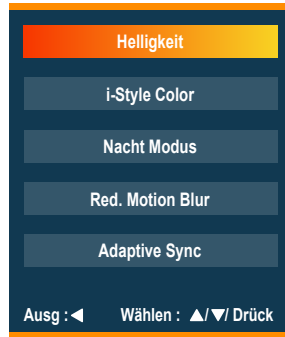 Helligkeit
i-Style Color
Nacht Modus
Red. Motion Blur
Adaptive Sync
Ausg :◀ Wählen : ▲/▼/ Drück